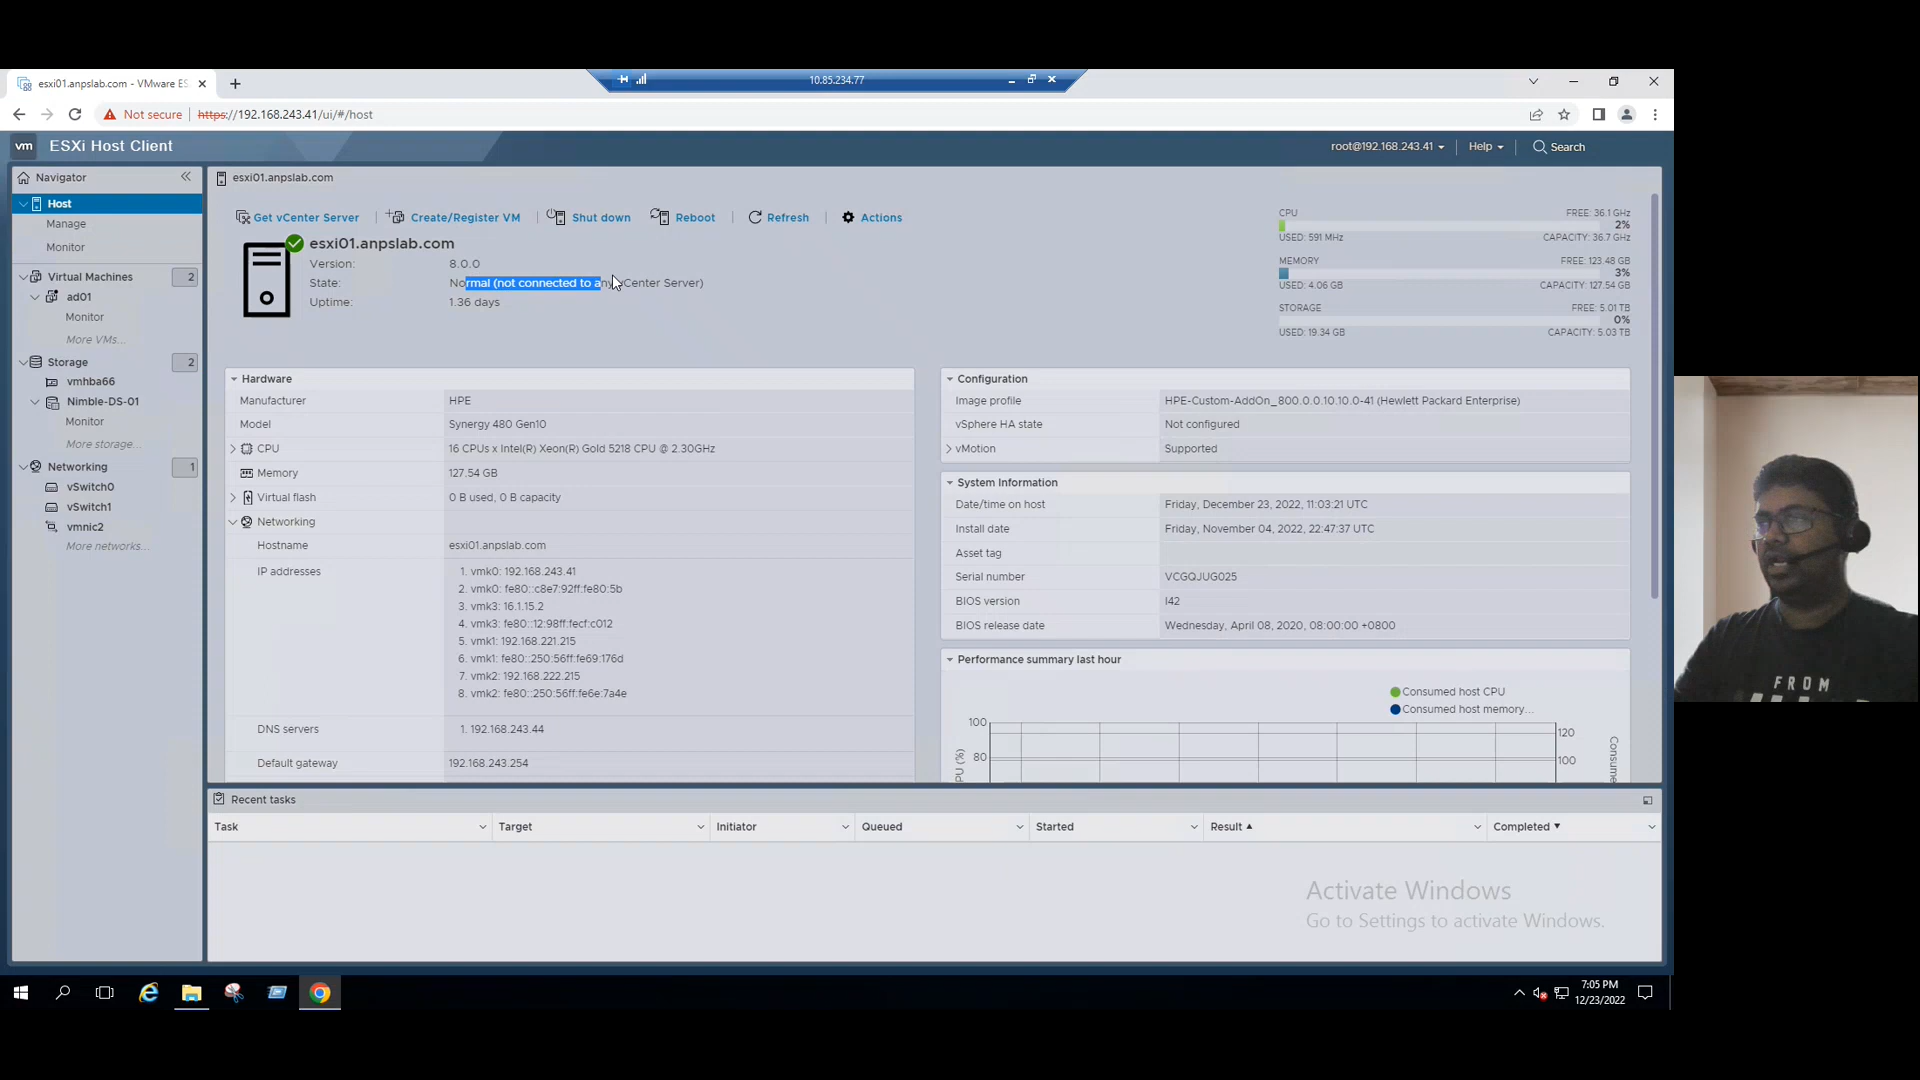 esxi01.anpslab.com - VMware ES
10.85.234.77
Not secure https://192.168.243.41/ui/#/host
vm ESXi Host Client
root@192.168.243.41 Help Search
Navigator
esxi01.anpslab.com
Host
Manage
Monitor
Virtual Machines 2
ad01
Monitor
More VMs...
Storage 2
vmhba66
Nimble-DS-01
Monitor
More storage...
Networking 1
vSwitch0
vSwitch1
vmnic2
More networks...
Get vCenter Server Create/Register VM Shut down Reboot Refresh Actions
esxi01.anpslab.com
Version: 8.0.0
State: Normal (not connected to any vCenter Server)
Uptime: 1.36 days
CPU FREE: 36.1 GHz
2%
USED: 591 MHz CAPACITY: 36.7 GHz
MEMORY FREE: 123.48 GB
3%
USED: 4.06 GB CAPACITY: 127.54 GB
STORAGE FREE: 5.01 TB
0%
USED: 19.34 GB CAPACITY: 5.03 TB
Hardware
Manufacturer HPE
Model Synergy 480 Gen10
CPU 16 CPUs x Intel(R) Xeon(R) Gold 5218 CPU @ 2.30GHz
Memory 127.54 GB
Virtual flash 0 B used, 0 B capacity
Networking
Hostname esxi01.anpslab.com
IP addresses 1. vmk0: 192.168.243.41
2. vmk0: fe80::c8e7:92ff:fe80:5b
3. vmk3: 16.1.15.2
4. vmk3: fe80::12:98ff:fecf:c012
5. vmk1: 192.168.221.215
6. vmk1: fe80::250:56ff:fe69:176d
7. vmk2: 192.168.222.215
8. vmk2: fe80::250:56ff:fe6e:7a4e
DNS servers 1. 192.168.243.44
Default gateway 192.168.243.254
Configuration
Image profile HPE-Custom-AddOn_800.0.0.10.10.0-41 (Hewlett Packard Enterprise)
vSphere HA state Not configured
vMotion Supported
System Information
Date/time on host Friday, December 23, 2022, 11:03:21 UTC
Install date Friday, November 04, 2022, 22:47:37 UTC
Asset tag
Serial number VCGQJUG025
BIOS version I42
BIOS release date Wednesday, April 08, 2020, 08:00:00 +0800
Performance summary last hour
Consumed host CPU
Consumed host memory...
100
80
120
100
Recent tasks
Task Target Initiator Queued Started Result Completed
Activate Windows
Go to Settings to activate Windows.
7:05 PM
12/23/2022
FROM